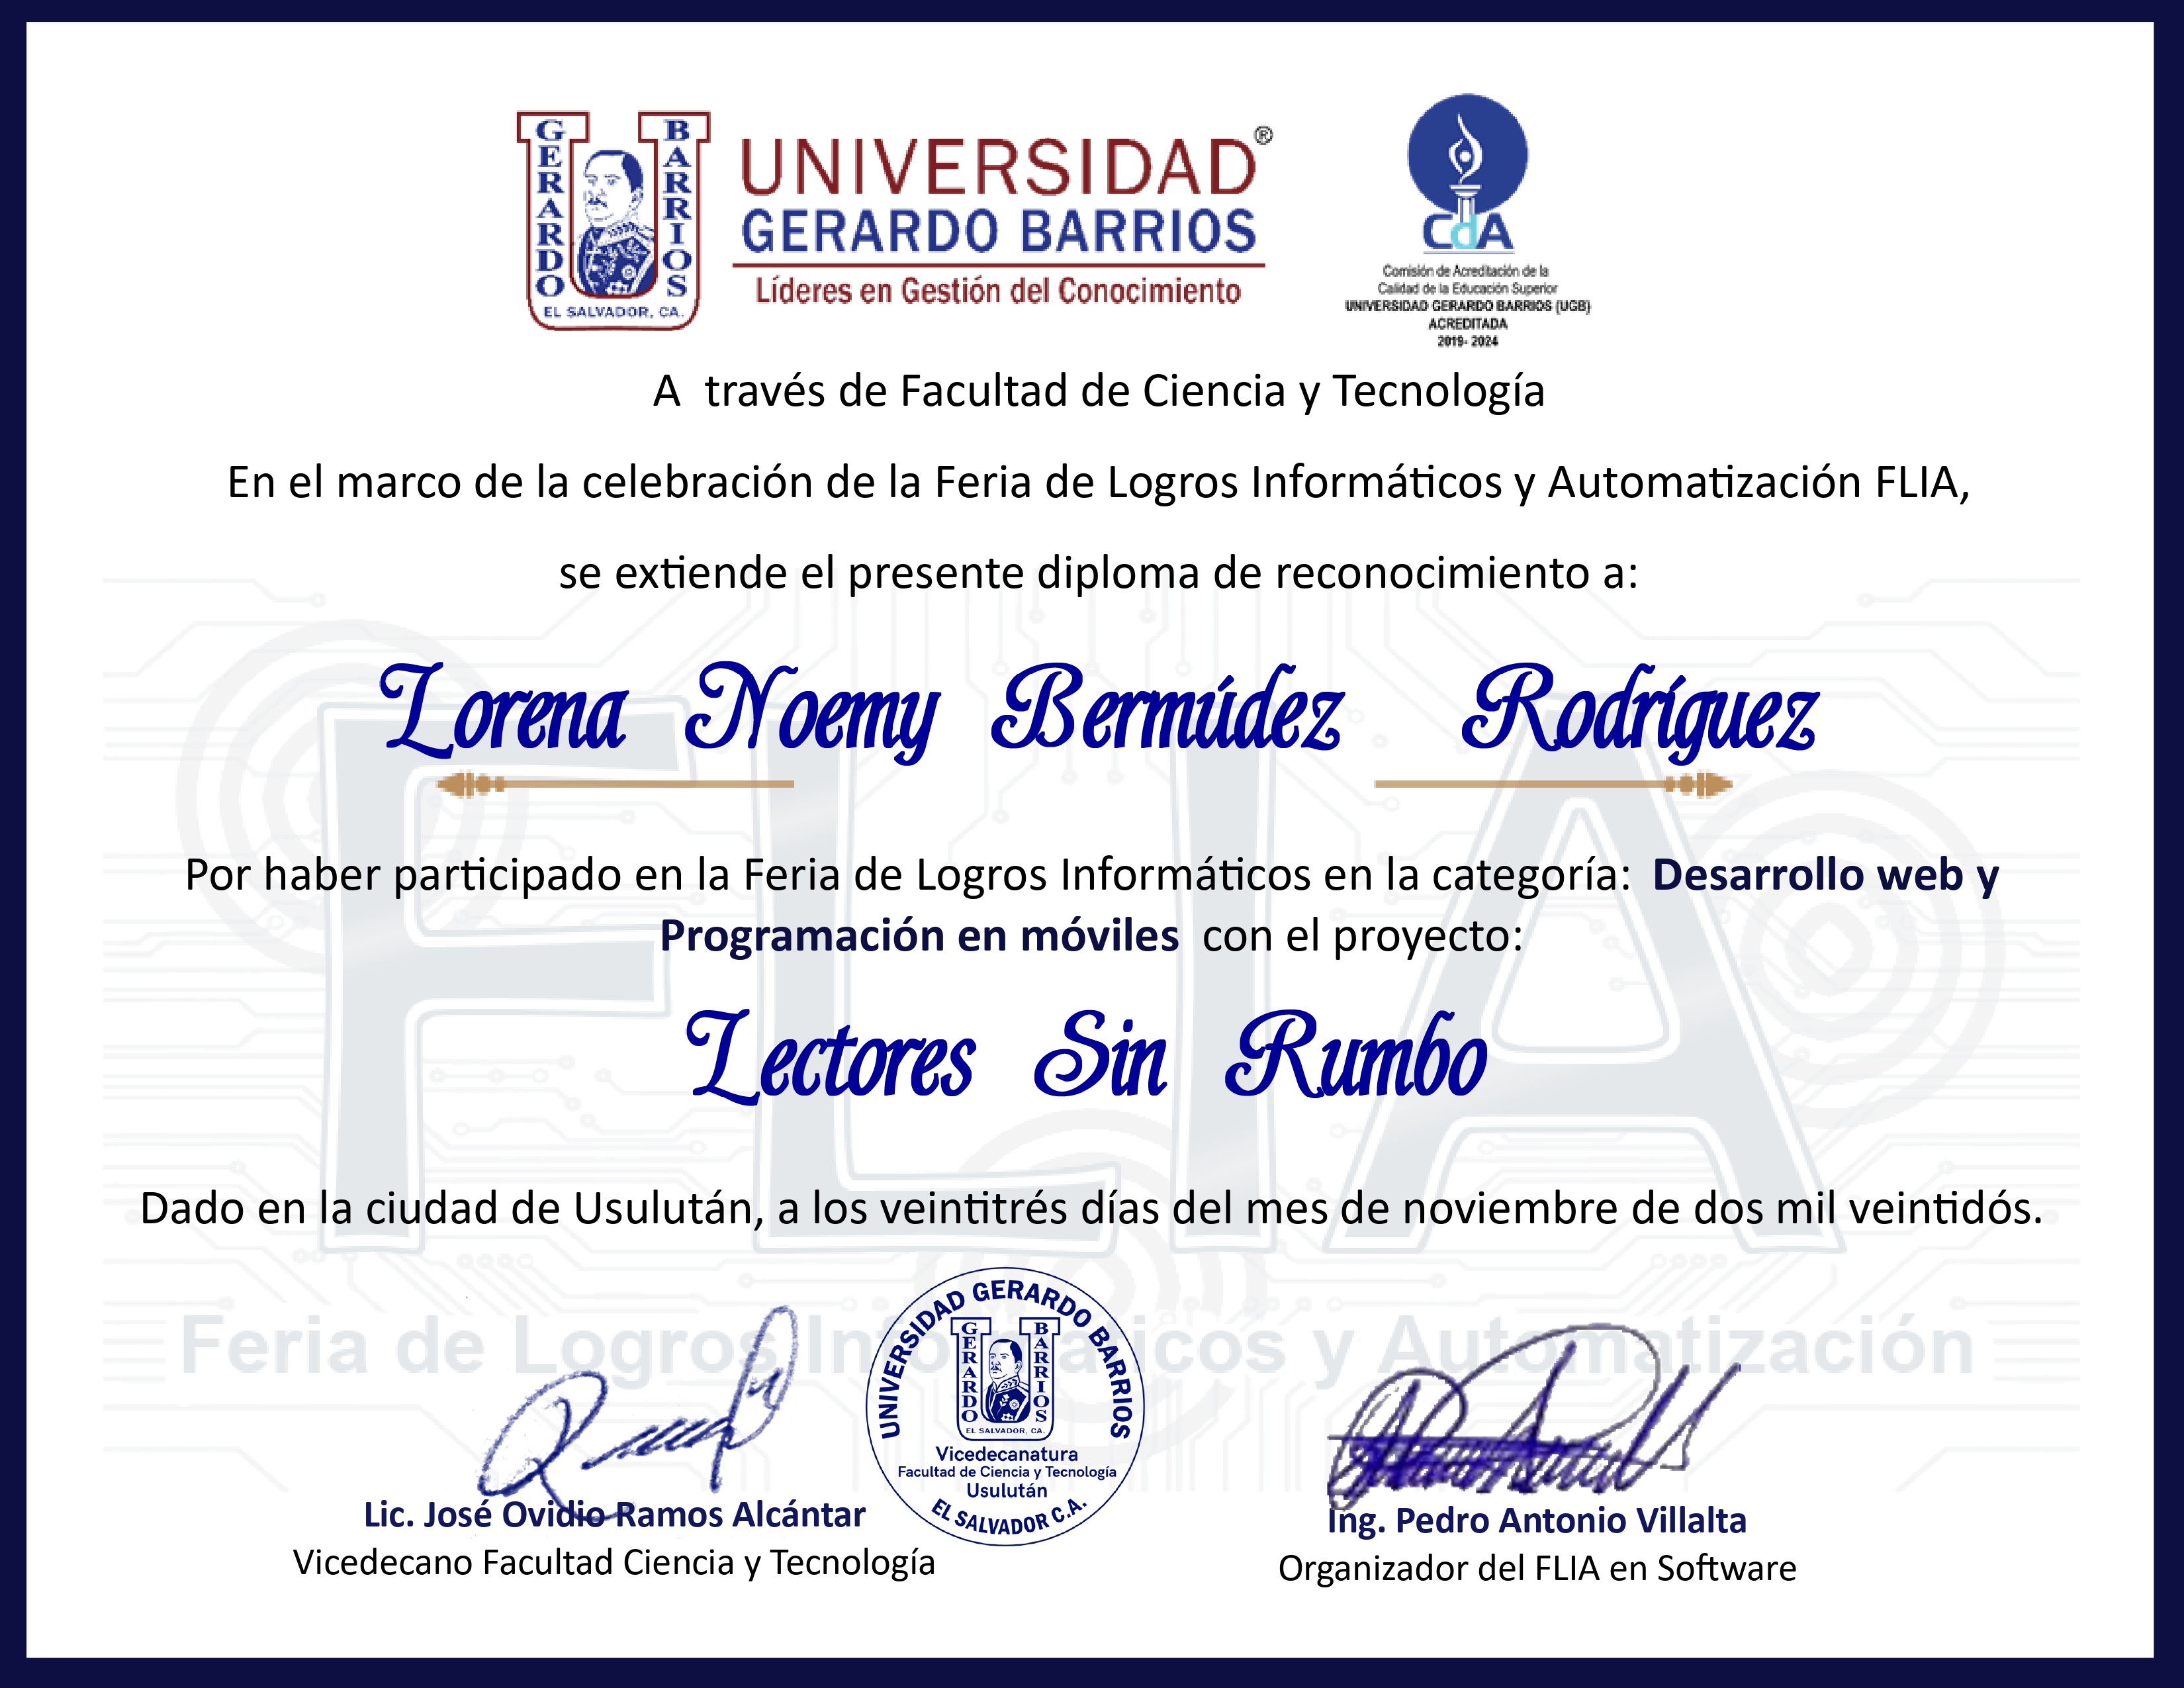 GERARDO BARRIOS
EL SALVADOR, CA.
UNIVERSIDAD®
GERARDO BARRIOS
Líderes en Gestión del Conocimiento
CdA
Comisión de Acreditación de la
Calidad de la Educación Superior
UNIVERSIDAD GERARDO BARRIOS (UGB)
ACREDITADA
2019- 2024
A través de Facultad de Ciencia y Tecnología
En el marco de la celebración de la Feria de Logros Informáticos y Automatización FLIA,
se extiende el presente diploma de reconocimiento a:
Lorena Noemy Bermúdez Rodríguez
Por haber participado en la Feria de Logros Informáticos en la categoría: Desarrollo web y
Programación en móviles con el proyecto:
Lectores Sin Rumbo
Dado en la ciudad de Usulután, a los veintitrés días del mes de noviembre de dos mil veintidós.
FLIA
Feria de Logros Informáticos y Automatización
UNIVERSIDAD GERARDO BARRIOS
GERARDO BARRIOS
EL SALVADOR, CA.
Vicedecanatura
Facultad de Ciencia y Tecnología
Usulután
EL SALVADOR C.A.
Lic. José Ovidio Ramos Alcántar
Vicedecano Facultad Ciencia y Tecnología
Ing. Pedro Antonio Villalta
Organizador del FLIA en Software